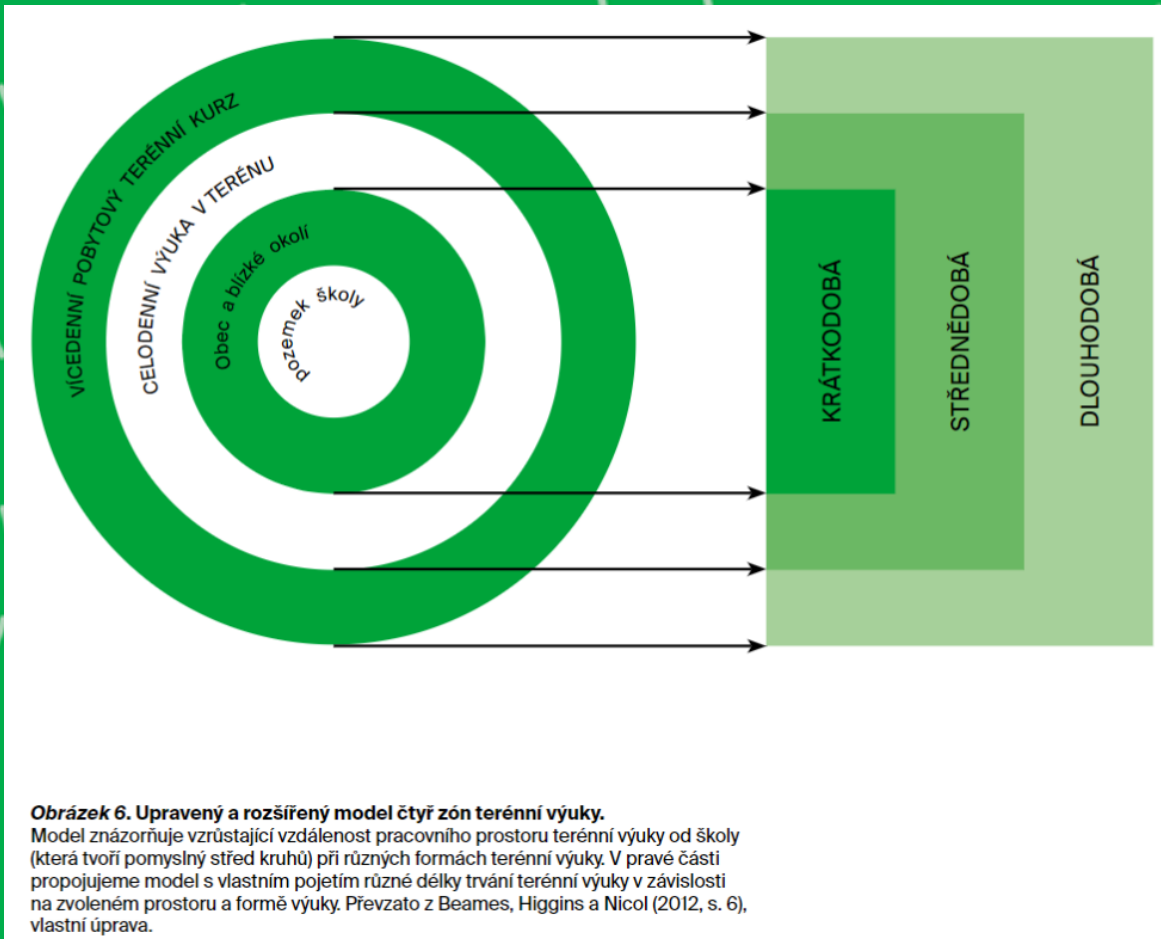 VÍCEDENNÍ POBYTOVÝ TERÉNNÍ KURZ
CELODENNÍ VÝUKA V TERÉNU
Obec a blízké okolí
pozemek školy
KRÁTKODOBÁ
STŘEDNĚDOBÁ
DLOUHODOBÁ
Obrázek 6. Upravený a rozšířený model čtyř zón terénní výuky.
Model znázorňuje vzrůstající vzdálenost pracovního prostoru terénní výuky od školy
(která tvoří pomyslný střed kruhů) při různých formách terénní výuky. V pravé části
propojujeme model s vlastním pojetím různé délky trvání terénní výuky v závislosti
na zvoleném prostoru a formě výuky. Převzato z Beames, Higgins a Nicol (2012, s. 6),
vlastní úprava.